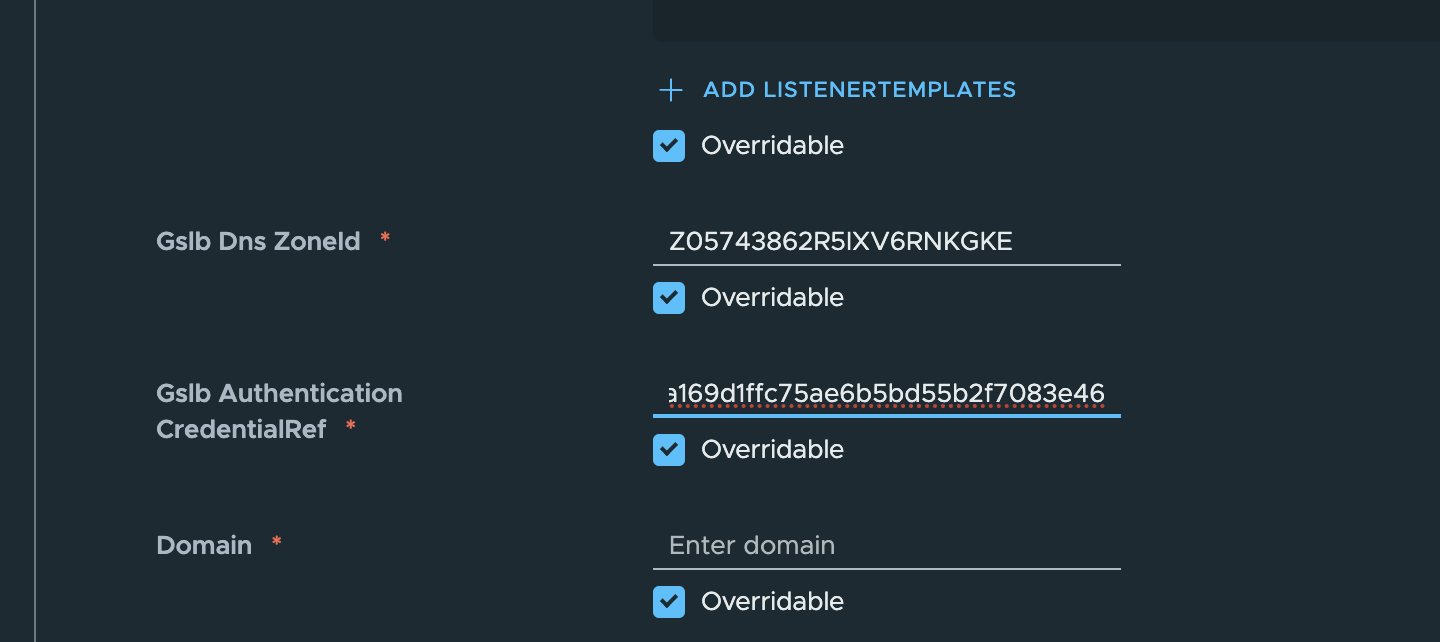 ADD LISTENERTEMPLATES
Overridable
Gslb Dns ZoneId *
Z05743862R5IXV6RNKGKE
Overridable
Gslb Authentication
CredentialRef *
a169d1ffc75ae6b5bd55b2f7083e46
Overridable
Domain *
Enter domain
Overridable